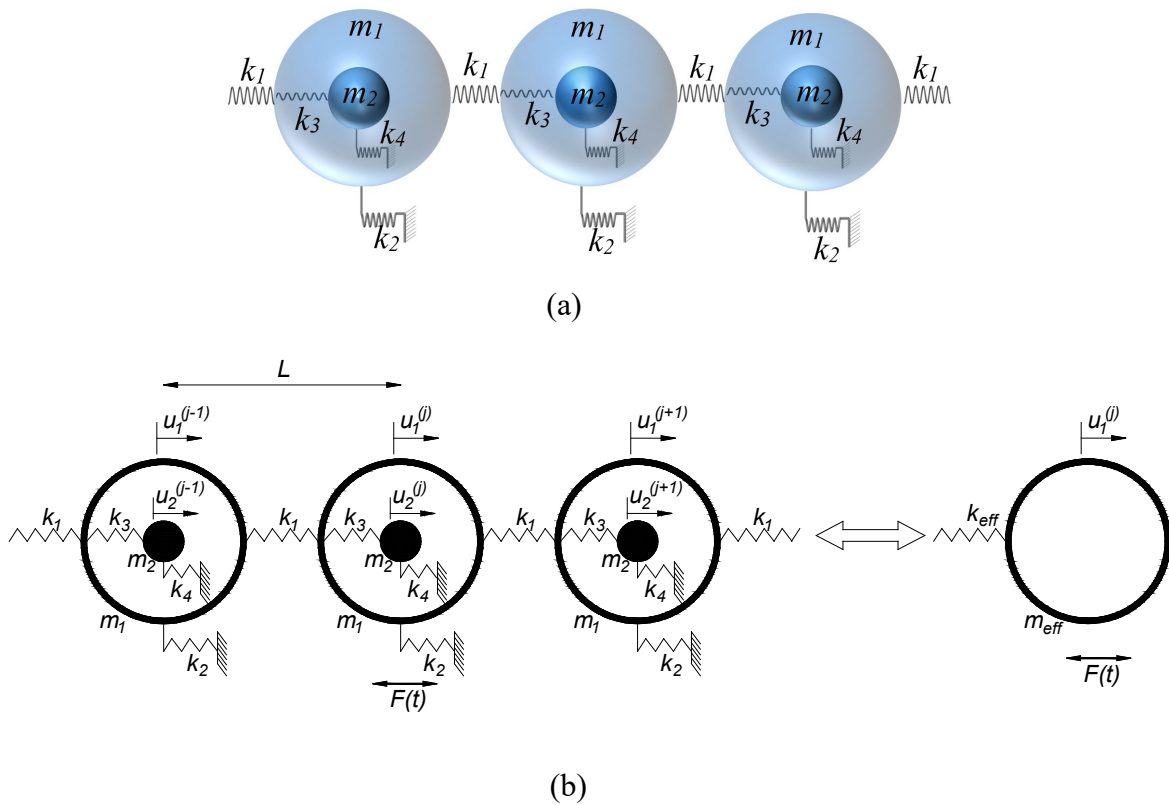 m₁ m₁ m₁
k₁ k₁ k₁ k₁
m₂ m₂ m₂
k₃ k₃ k₃
k₄ k₄ k₄
k₂ k₂ k₂
(a)
L
u₁⁽ʲ⁻¹⁾ u₁⁽ʲ⁾ u₁⁽ʲ⁺¹⁾ u₁⁽ʲ⁾
u₂⁽ʲ⁻¹⁾ u₂⁽ʲ⁾ u₂⁽ʲ⁺¹⁾
k₁ k₃ k₁ k₃ k₁ k₃ k₁ k_eff
m₂ m₂ m₂
k₄ k₄ k₄
m₁ m₁ m₁ m_eff
k₂ k₂ k₂
F(t) F(t)
(b)